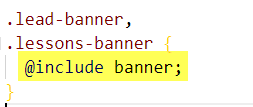 .lead-banner,
.lessons-banner {
  @include banner;
}